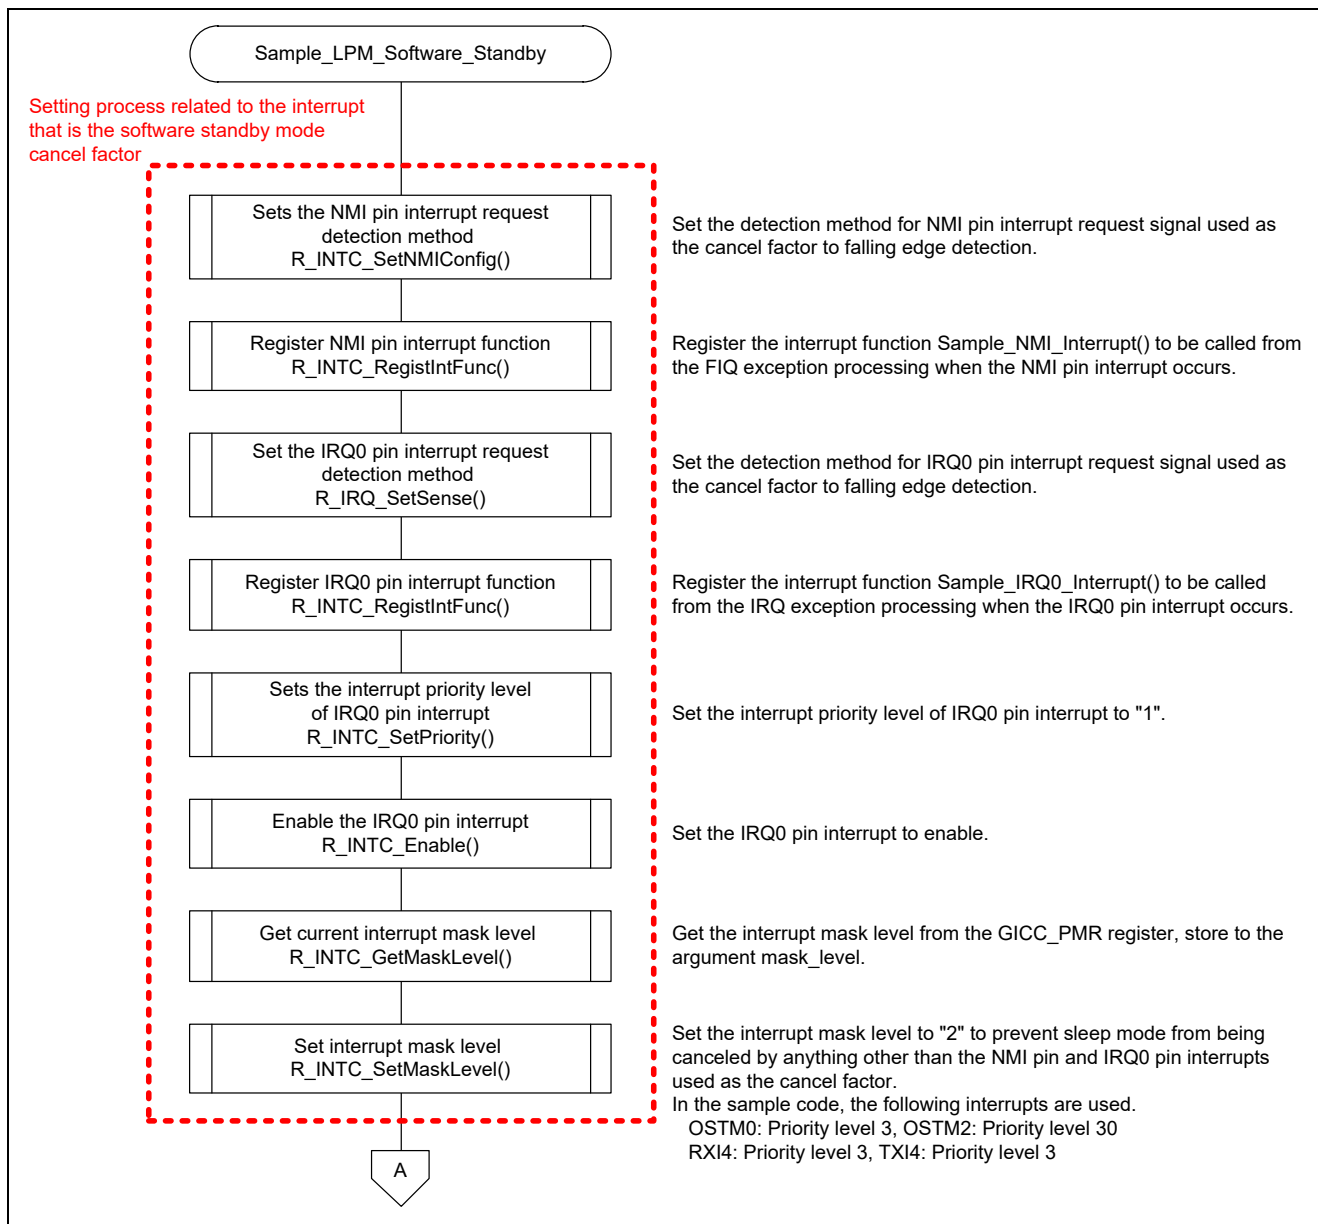 Sample_LPM_Software_Standby
Setting process related to the interrupt
that is the software standby mode
cancel factor
Sets the NMI pin interrupt request
detection method
R_INTC_SetNMIConfig()
Set the detection method for NMI pin interrupt request signal used as
the cancel factor to falling edge detection.
Register NMI pin interrupt function
R_INTC_RegistIntFunc()
Register the interrupt function Sample_NMI_Interrupt() to be called from
the FIQ exception processing when the NMI pin interrupt occurs.
Set the IRQ0 pin interrupt request
detection method
R_IRQ_SetSense()
Set the detection method for IRQ0 pin interrupt request signal used as
the cancel factor to falling edge detection.
Register IRQ0 pin interrupt function
R_INTC_RegistIntFunc()
Register the interrupt function Sample_IRQ0_Interrupt() to be called
from the IRQ exception processing when the IRQ0 pin interrupt occurs.
Sets the interrupt priority level
of IRQ0 pin interrupt
R_INTC_SetPriority()
Set the interrupt priority level of IRQ0 pin interrupt to "1".
Enable the IRQ0 pin interrupt
R_INTC_Enable()
Set the IRQ0 pin interrupt to enable.
Get current interrupt mask level
R_INTC_GetMaskLevel()
Get the interrupt mask level from the GICC_PMR register, store to the
argument mask_level.
Set interrupt mask level
R_INTC_SetMaskLevel()
Set the interrupt mask level to "2" to prevent sleep mode from being
canceled by anything other than the NMI pin and IRQ0 pin interrupts
used as the cancel factor.
In the sample code, the following interrupts are used.
OSTM0: Priority level 3, OSTM2: Priority level 30
RXI4: Priority level 3, TXI4: Priority level 3
A